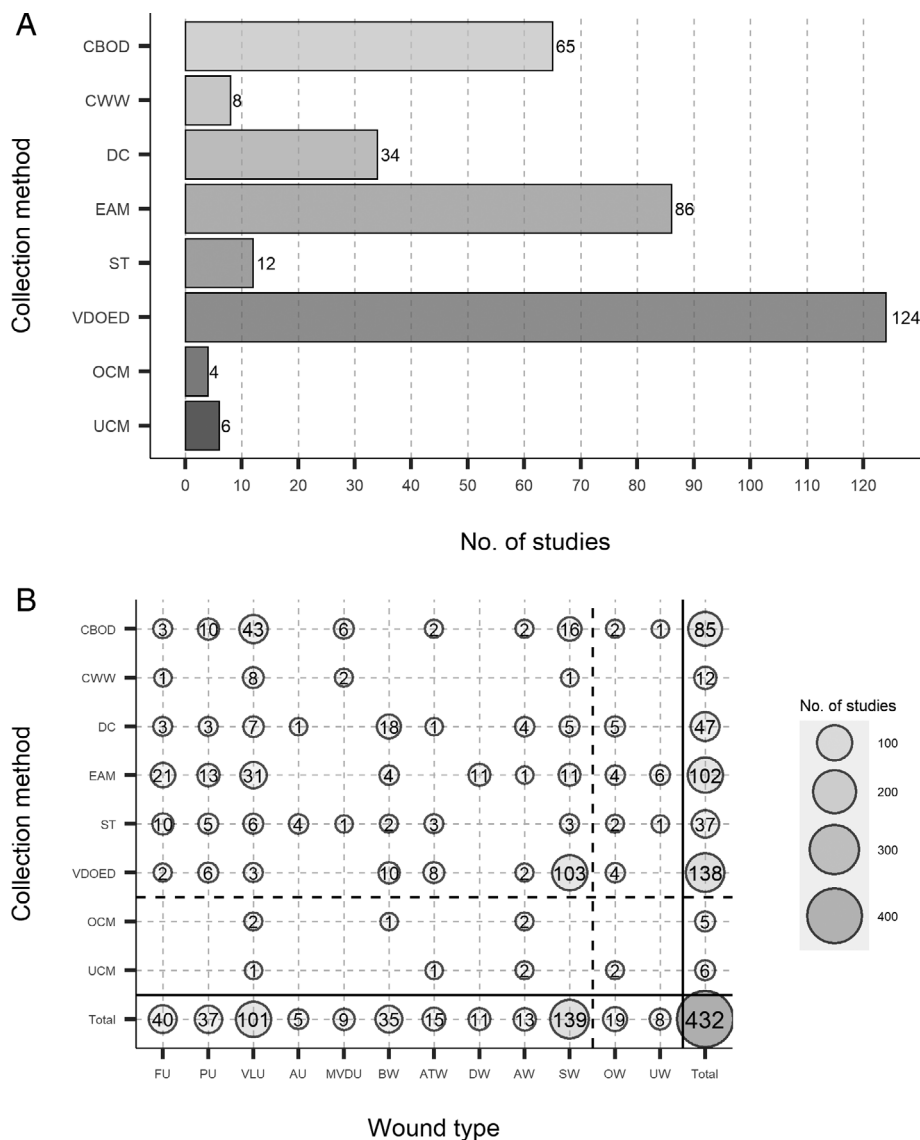 A
CBOD
65
CWW
8
DC
34
EAM
86
ST
12
VDOED
124
OCM
4
UCM
6
Collection method
0 10 20 30 40 50 60 70 80 90 100 110 120
No. of studies
B
CBOD 3 10 43 6 2 2 16 2 1 85
CWW 1 8 2 1 12
DC 3 3 7 1 18 1 4 5 5 47
EAM 21 13 31 4 11 1 11 4 6 102
ST 10 5 6 4 1 2 3 3 2 1 37
VDOED 2 6 3 10 8 2 103 4 138
OCM 2 1 2 5
UCM 1 1 2 2 6
Total 40 37 101 5 9 35 15 11 13 139 19 8 432
FU PU VLU AU MVDU BW ATW DW AW SW OW UW Total
Collection method
Wound type
No. of studies
100
200
300
400